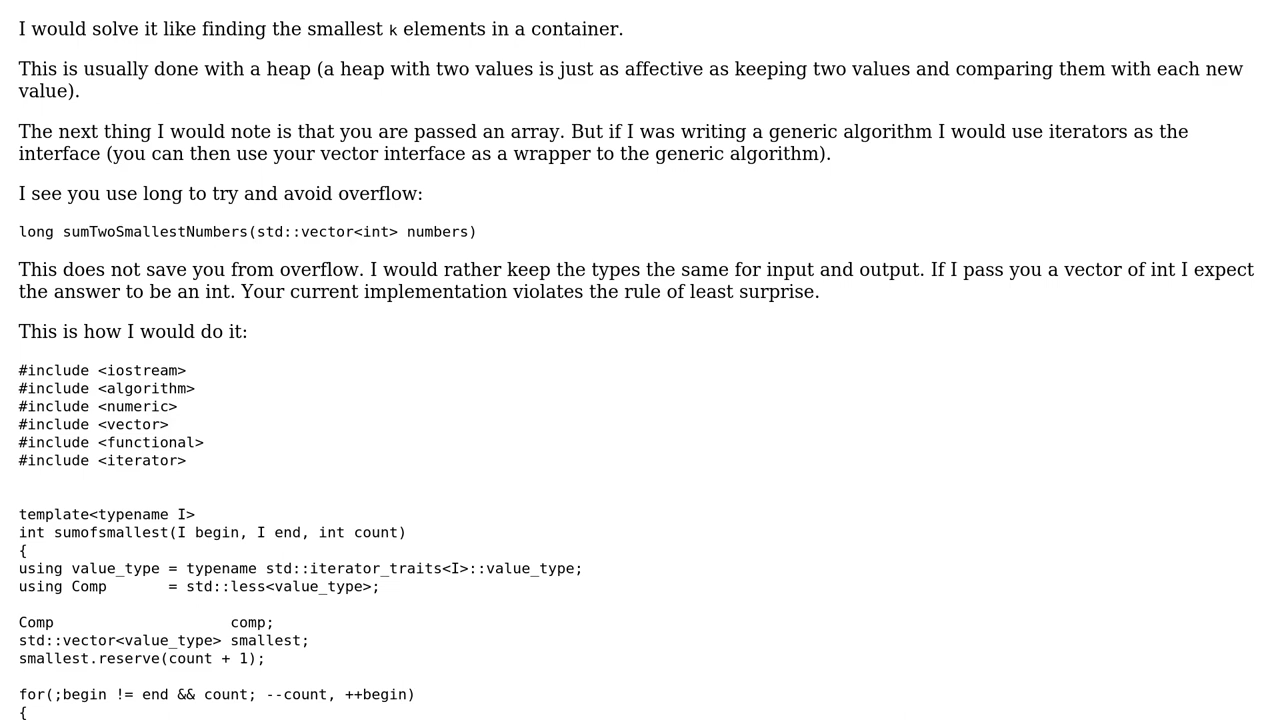 I would solve it like finding the smallest k elements in a container.
This is usually done with a heap (a heap with two values is just as affective as keeping two values and comparing them with each new
value).
The next thing I would note is that you are passed an array. But if I was writing a generic algorithm I would use iterators as the
interface (you can then use your vector interface as a wrapper to the generic algorithm).
I see you use long to try and avoid overflow:
long sumTwoSmallestNumbers(std::vector<int> numbers)
This does not save you from overflow. I would rather keep the types the same for input and output. If I pass you a vector of int I expect
the answer to be an int. Your current implementation violates the rule of least surprise.
This is how I would do it:
#include <iostream>
#include <algorithm>
#include <numeric>
#include <vector>
#include <functional>
#include <iterator>
template<typename I>
int sumofsmallest(I begin, I end, int count)
{
using value_type = typename std::iterator_traits<I>::value_type;
using Comp       = std::less<value_type>;
Comp                    comp;
std::vector<value_type> smallest;
smallest.reserve(count + 1);
for(;begin != end && count; --count, ++begin)
{